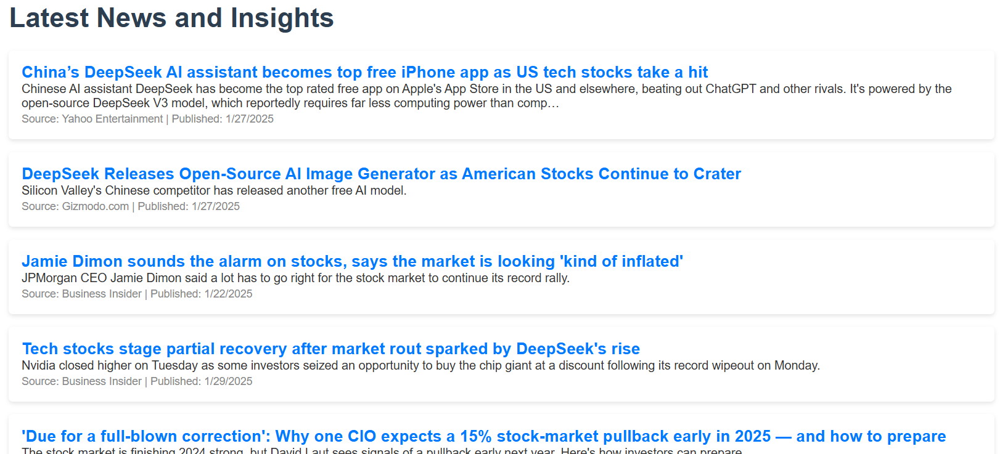 Latest News and Insights
China’s DeepSeek AI assistant becomes top free iPhone app as US tech stocks take a hit
Chinese AI assistant DeepSeek has become the top rated free app on Apple's App Store in the US and elsewhere, beating out ChatGPT and other rivals. It's powered by the
open-source DeepSeek V3 model, which reportedly requires far less computing power than comp…
Source: Yahoo Entertainment | Published: 1/27/2025
DeepSeek Releases Open-Source AI Image Generator as American Stocks Continue to Crater
Silicon Valley's Chinese competitor has released another free AI model.
Source: Gizmodo.com | Published: 1/27/2025
Jamie Dimon sounds the alarm on stocks, says the market is looking 'kind of inflated'
JPMorgan CEO Jamie Dimon said a lot has to go right for the stock market to continue its record rally.
Source: Business Insider | Published: 1/22/2025
Tech stocks stage partial recovery after market rout sparked by DeepSeek's rise
Nvidia closed higher on Tuesday as some investors seized an opportunity to buy the chip giant at a discount following its record wipeout on Monday.
Source: Business Insider | Published: 1/29/2025
'Due for a full-blown correction': Why one CIO expects a 15% stock-market pullback early in 2025 — and how to prepare
The stock market is finishing 2024 strong, but David Laut sees signals of a pullback early next year. Here's how investors can prepare.